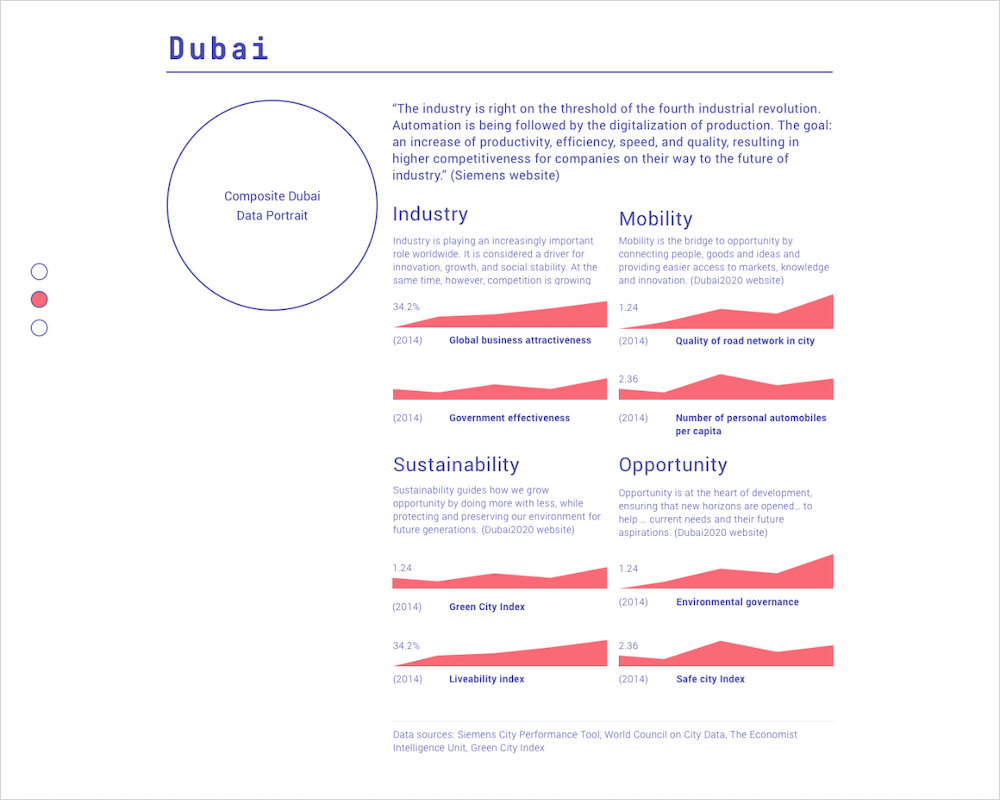 Dubai
Composite Dubai
Data Portrait
“The industry is right on the threshold of the fourth industrial revolution.
Automation is being followed by the digitalization of production. The goal:
an increase of productivity, efficiency, speed, and quality, resulting in
higher competitiveness for companies on their way to the future of
industry.” (Siemens website)
Industry
Industry is playing an increasingly important
role worldwide. It is considered a driver for
innovation, growth, and social stability. At the
same time, however, competition is growing
34.2%
(2014) Global business attractiveness
(2014) Government effectiveness
Mobility
Mobility is the bridge to opportunity by
connecting people, goods and ideas and
providing easier access to markets, knowledge
and innovation. (Dubai2020 website)
1.24
(2014) Quality of road network in city
2.36
(2014) Number of personal automobiles
per capita
Sustainability
Sustainability guides how we grow
opportunity by doing more with less, while
protecting and preserving our environment for
future generations. (Dubai2020 website)
1.24
(2014) Green City Index
34.2%
(2014) Liveability index
Opportunity
Opportunity is at the heart of development,
ensuring that new horizons are opened... to
help ... current needs and their future
aspirations. (Dubai2020 website)
1.24
(2014) Environmental governance
2.36
(2014) Safe city Index
Data sources: Siemens City Performance Tool, World Council on City Data, The Economist
Intelligence Unit, Green City Index